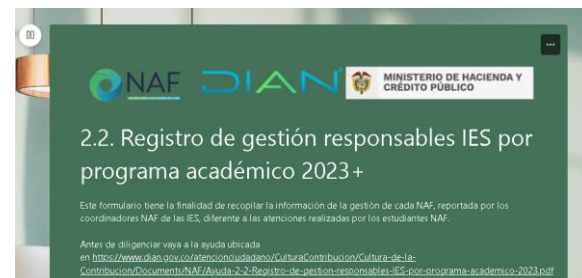 NAF DIAN MINISTERIO DE HACIENDA Y
CRÉDITO PÚBLICO
2.2. Registro de gestión responsables IES por
programa académico 2023+
Este formulario tiene la finalidad de recopilar la información de la gestión de cada NAF, reportada por los
coordinadores NAF de las IES, diferente a las atenciones realizadas por los estudiantes NAF.
Antes de diligenciar vaya a la ayuda ubicada
en https://www.dian.gov.co/atencionciudadano/CulturaContribucion/Cultura-de-la-
Contribucion/Documents/NAF/Ayuda-2-2-Registro-de-gestion-responsables-IES-por-programa-academico-2023.pdf